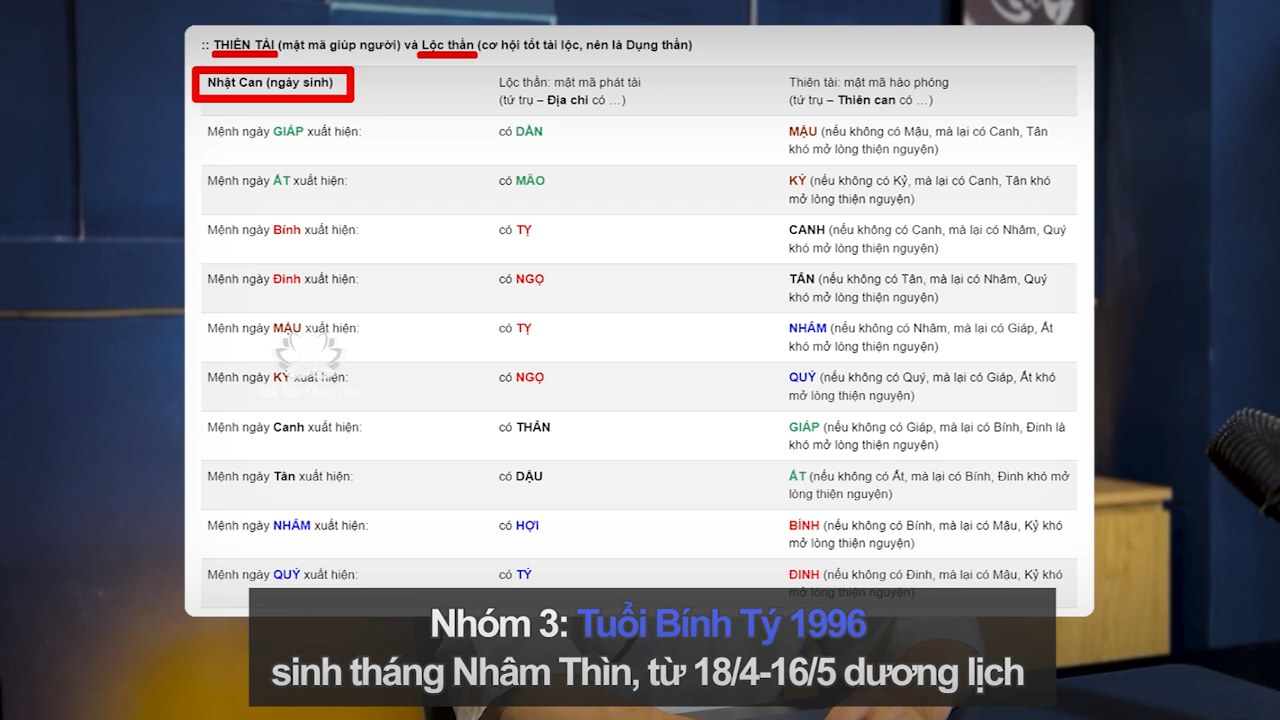 :: THIÊN TÀI (mật mã giúp người) và Lộc thần (cơ hội tốt tài lộc, nên là Dụng thần)
Nhật Can (ngày sinh)
Lộc thần: mật mã phát tài
(tứ trụ – Địa chi có ...)
Thiên tài: mật mã hào phóng
(tứ trụ – Thiên can có ...)
Mệnh ngày GIÁP xuất hiện:
có DẦN
MẬU (nếu không có Mậu, mà lại có Canh, Tân
khó mở lòng thiện nguyện)
Mệnh ngày ẤT xuất hiện:
có MÃO
KỶ (nếu không có Kỷ, mà lại có Canh, Tân khó
mở lòng thiện nguyện)
Mệnh ngày Bính xuất hiện:
có TỴ
CANH (nếu không có Canh, mà lại có Nhâm, Quý
khó mở lòng thiện nguyện)
Mệnh ngày Đinh xuất hiện:
có NGỌ
TÂN (nếu không có Tân, mà lại có Nhâm, Quý
khó mở lòng thiện nguyện)
Mệnh ngày MẬU xuất hiện:
có TỴ
NHÂM (nếu không có Nhâm, mà lại có Giáp, Ất
khó mở lòng thiện nguyện)
Mệnh ngày KỶ xuất hiện:
có NGỌ
QUÝ (nếu không có Quý, mà lại có Giáp, Ất khó
mở lòng thiện nguyện)
Mệnh ngày Canh xuất hiện:
có THÂN
GIÁP (nếu không có Giáp, mà lại có Bính, Đinh là
khó mở lòng thiện nguyện)
Mệnh ngày Tân xuất hiện:
có DẬU
ẤT (nếu không có Ất, mà lại có Bính, Đinh khó mở
lòng thiện nguyện)
Mệnh ngày NHÂM xuất hiện:
có HỢI
BÍNH (nếu không có Bính, mà lại có Mậu, Kỷ khó
mở lòng thiện nguyện)
Mệnh ngày QUÝ xuất hiện:
có TÝ
ĐINH (nếu không có Đinh, mà lại có Mậu, Kỷ khó
mở lòng thiện nguyện)
Nhóm 3: Tuổi Bính Tý 1996
sinh tháng Nhâm Thìn, từ 18/4-16/5 dương lịch